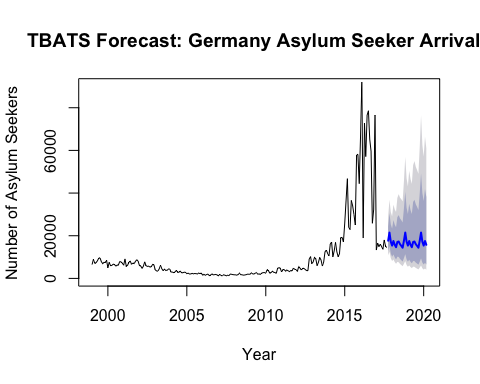 TBATS Forecast: Germany Asylum Seeker Arrival
Number of Asylum Seekers
60000
20000
0
2000 2005 2010 2015 2020
Year